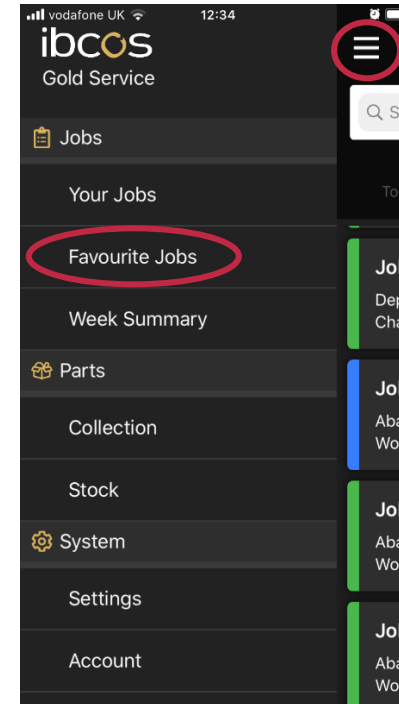 vodafone UK 12:34
ibcos
Gold Service
Jobs
Your Jobs
Favourite Jobs
Week Summary
Parts
Collection
Stock
System
Settings
Account